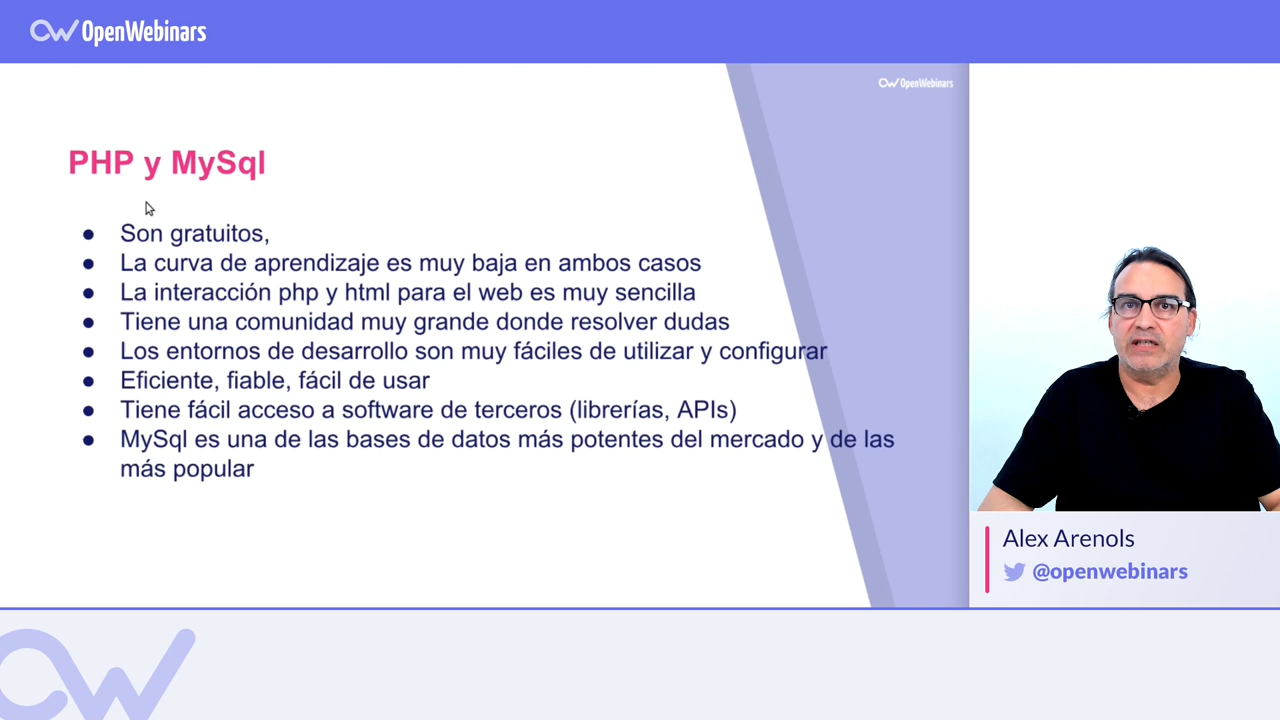 OpenWebinars
OpenWebinars
PHP y MySql
● Son gratuitos,
● La curva de aprendizaje es muy baja en ambos casos
● La interacción php y html para el web es muy sencilla
● Tiene una comunidad muy grande donde resolver dudas
● Los entornos de desarrollo son muy fáciles de utilizar y configurar
● Eficiente, fiable, fácil de usar
● Tiene fácil acceso a software de terceros (librerías, APIs)
● MySql es una de las bases de datos más potentes del mercado y de las
más popular
Alex Arenols
@openwebinars